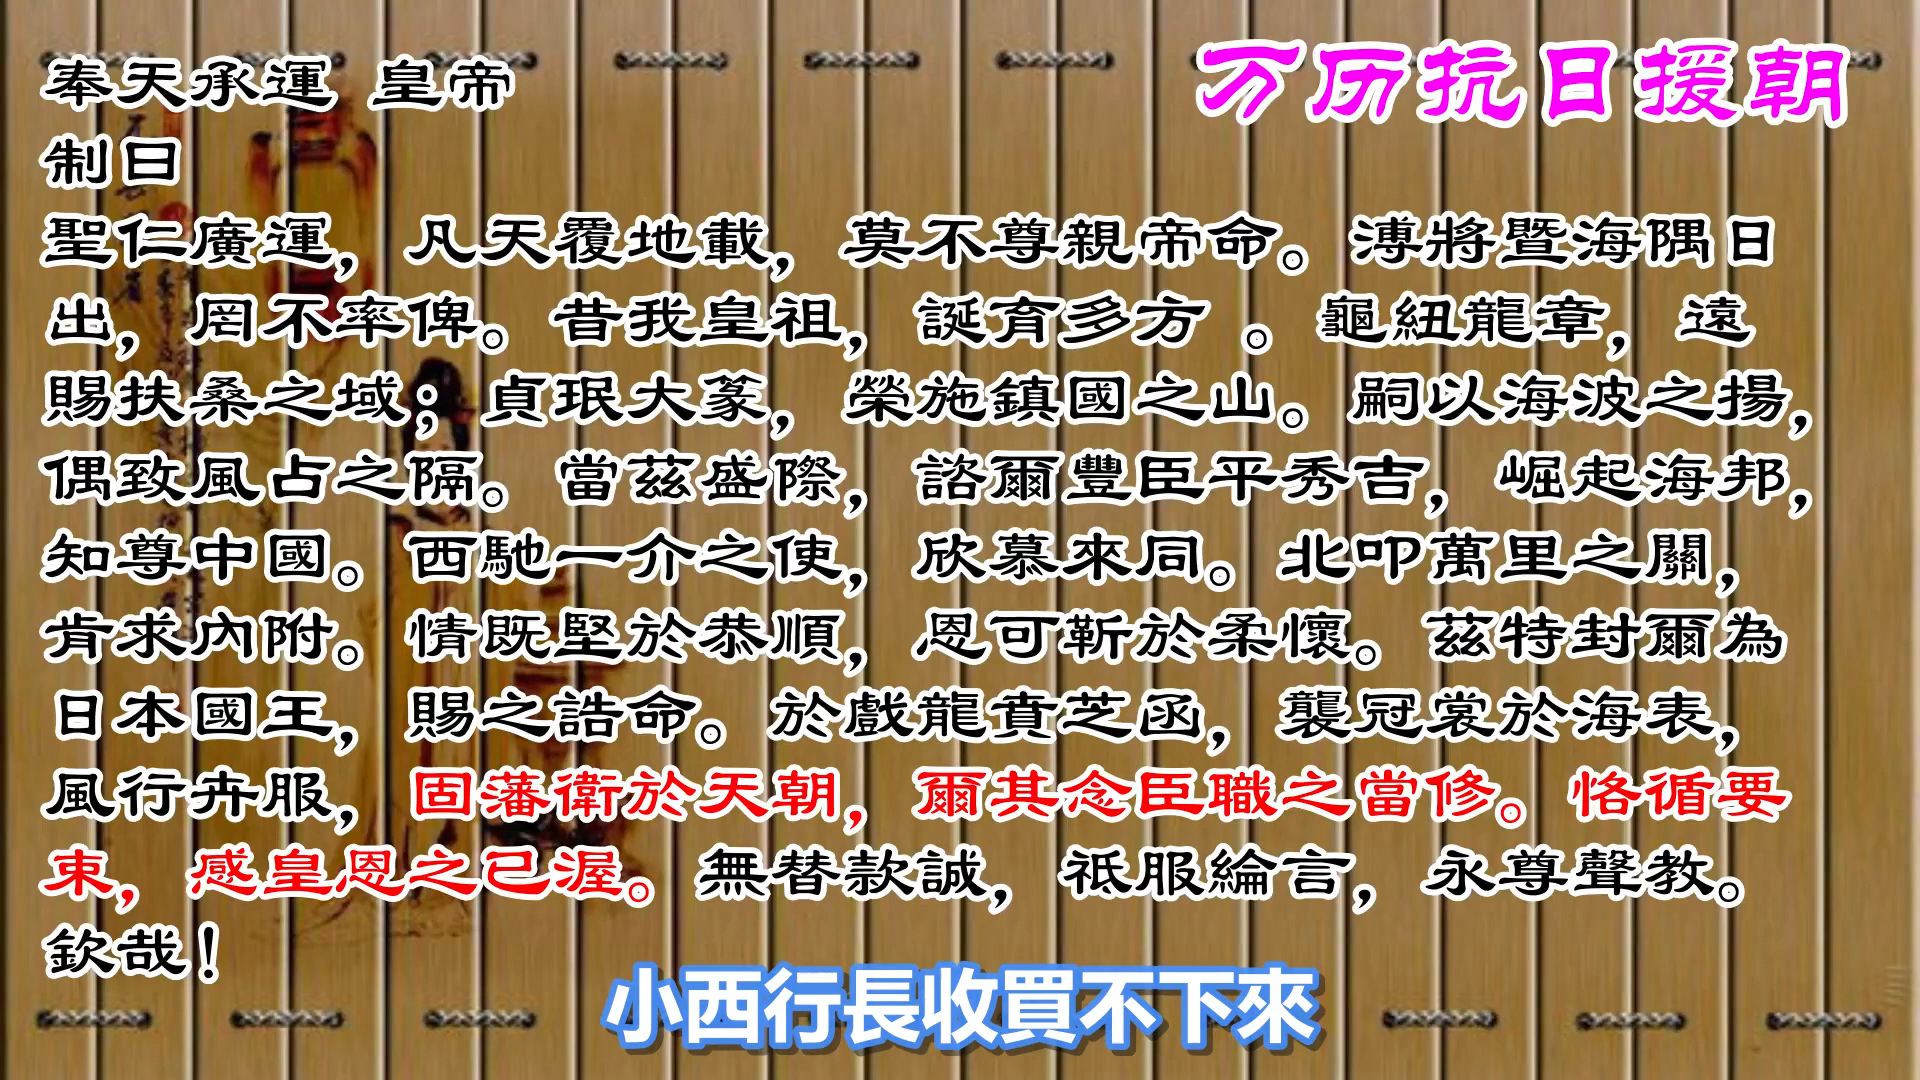 奉天承運 皇帝
万历抗日援朝
制曰
聖仁廣運，凡天覆地載，莫不尊親帝命。溥將暨海隅日
出，罔不率俾。昔我皇祖，誕育多方 。龜紐龍章，遠
賜扶桑之域；貞珉大篆，榮施鎮國之山。嗣以海波之揚，
偶致風占之隔。當茲盛際，諮爾豐臣平秀吉，崛起海邦，
知尊中國。西馳一介之使，欣慕來同。北叩萬里之關，
肯求內附。情既堅於恭順，恩可靳於柔懷。茲特封爾為
日本國王，賜之誥命。於戲龍賁芝函，襲冠裳於海表，
風行卉服，固藩衛於天朝，爾其念臣職之當修。恪循要
束，感皇恩之已渥。無替款誠，祗服綸言，永尊聲教。
欽哉！
小西行長收買不下來